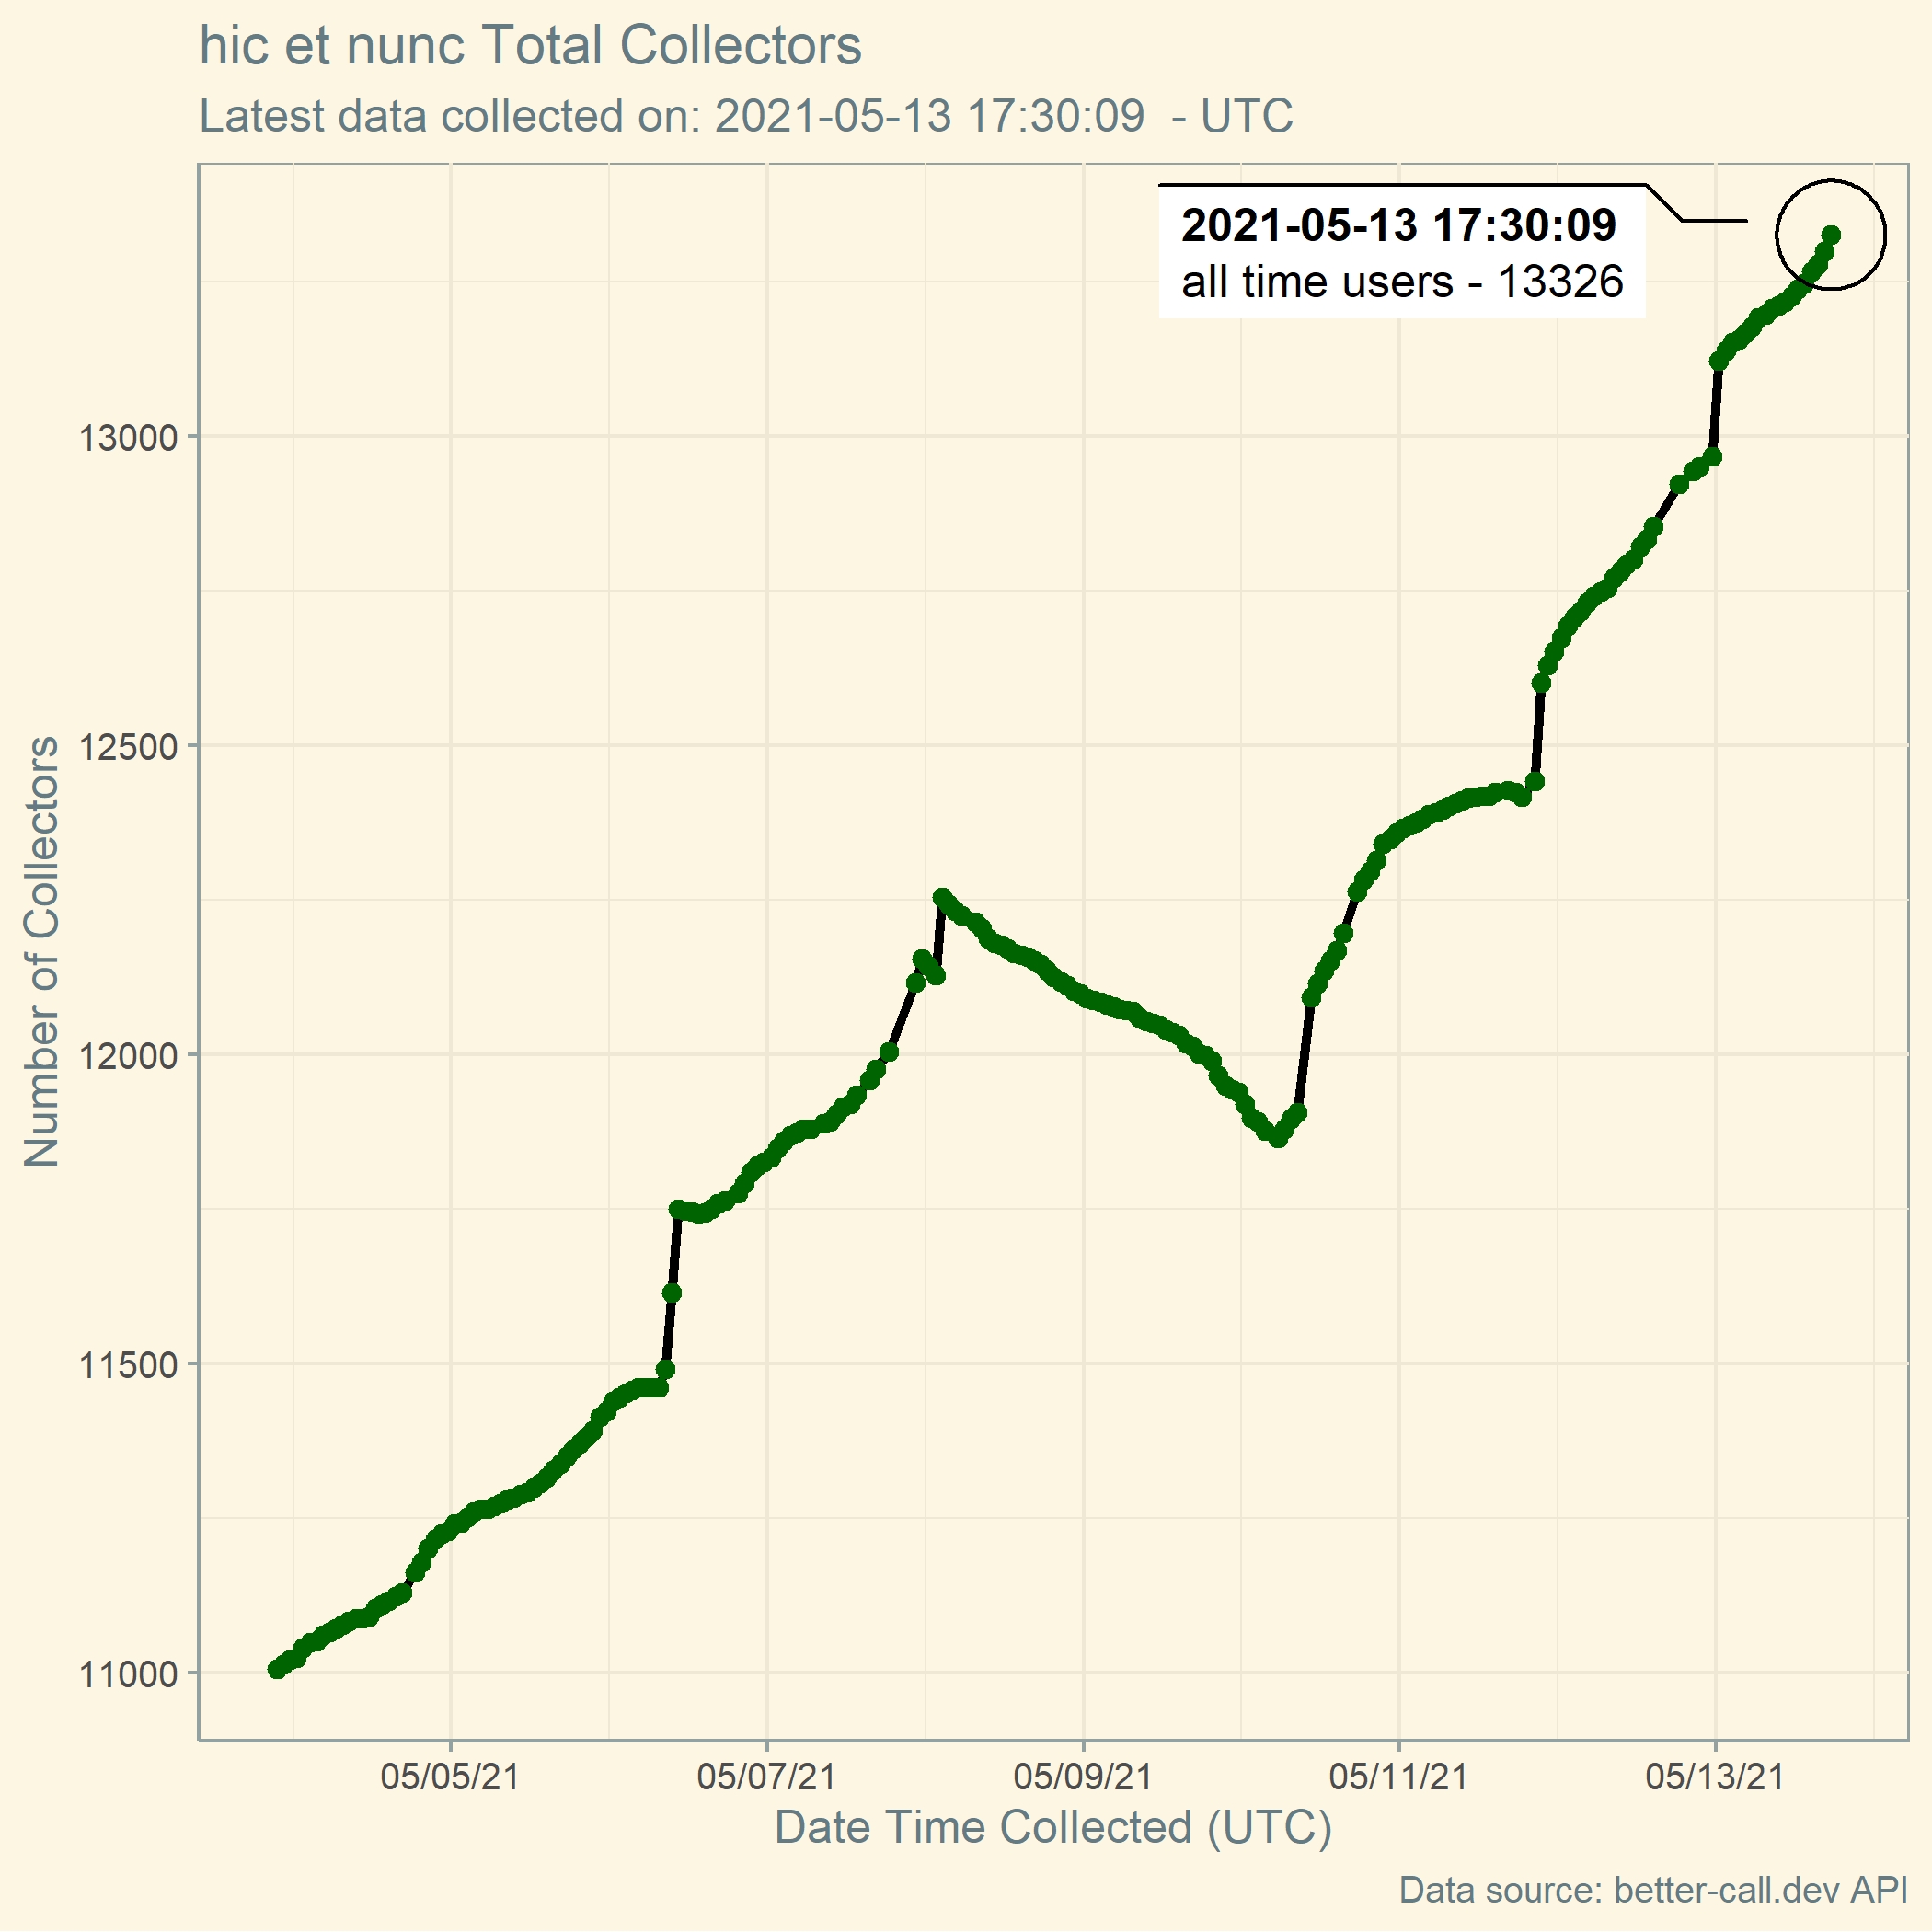 hic et nunc Total Collectors
Latest data collected on: 2021-05-13 17:30:09  - UTC
2021-05-13 17:30:09
all time users - 13326
Number of Collectors
13000
12500
12000
11500
11000
05/05/21
05/07/21
05/09/21
05/11/21
05/13/21
Date Time Collected (UTC)
Data source: better-call.dev API